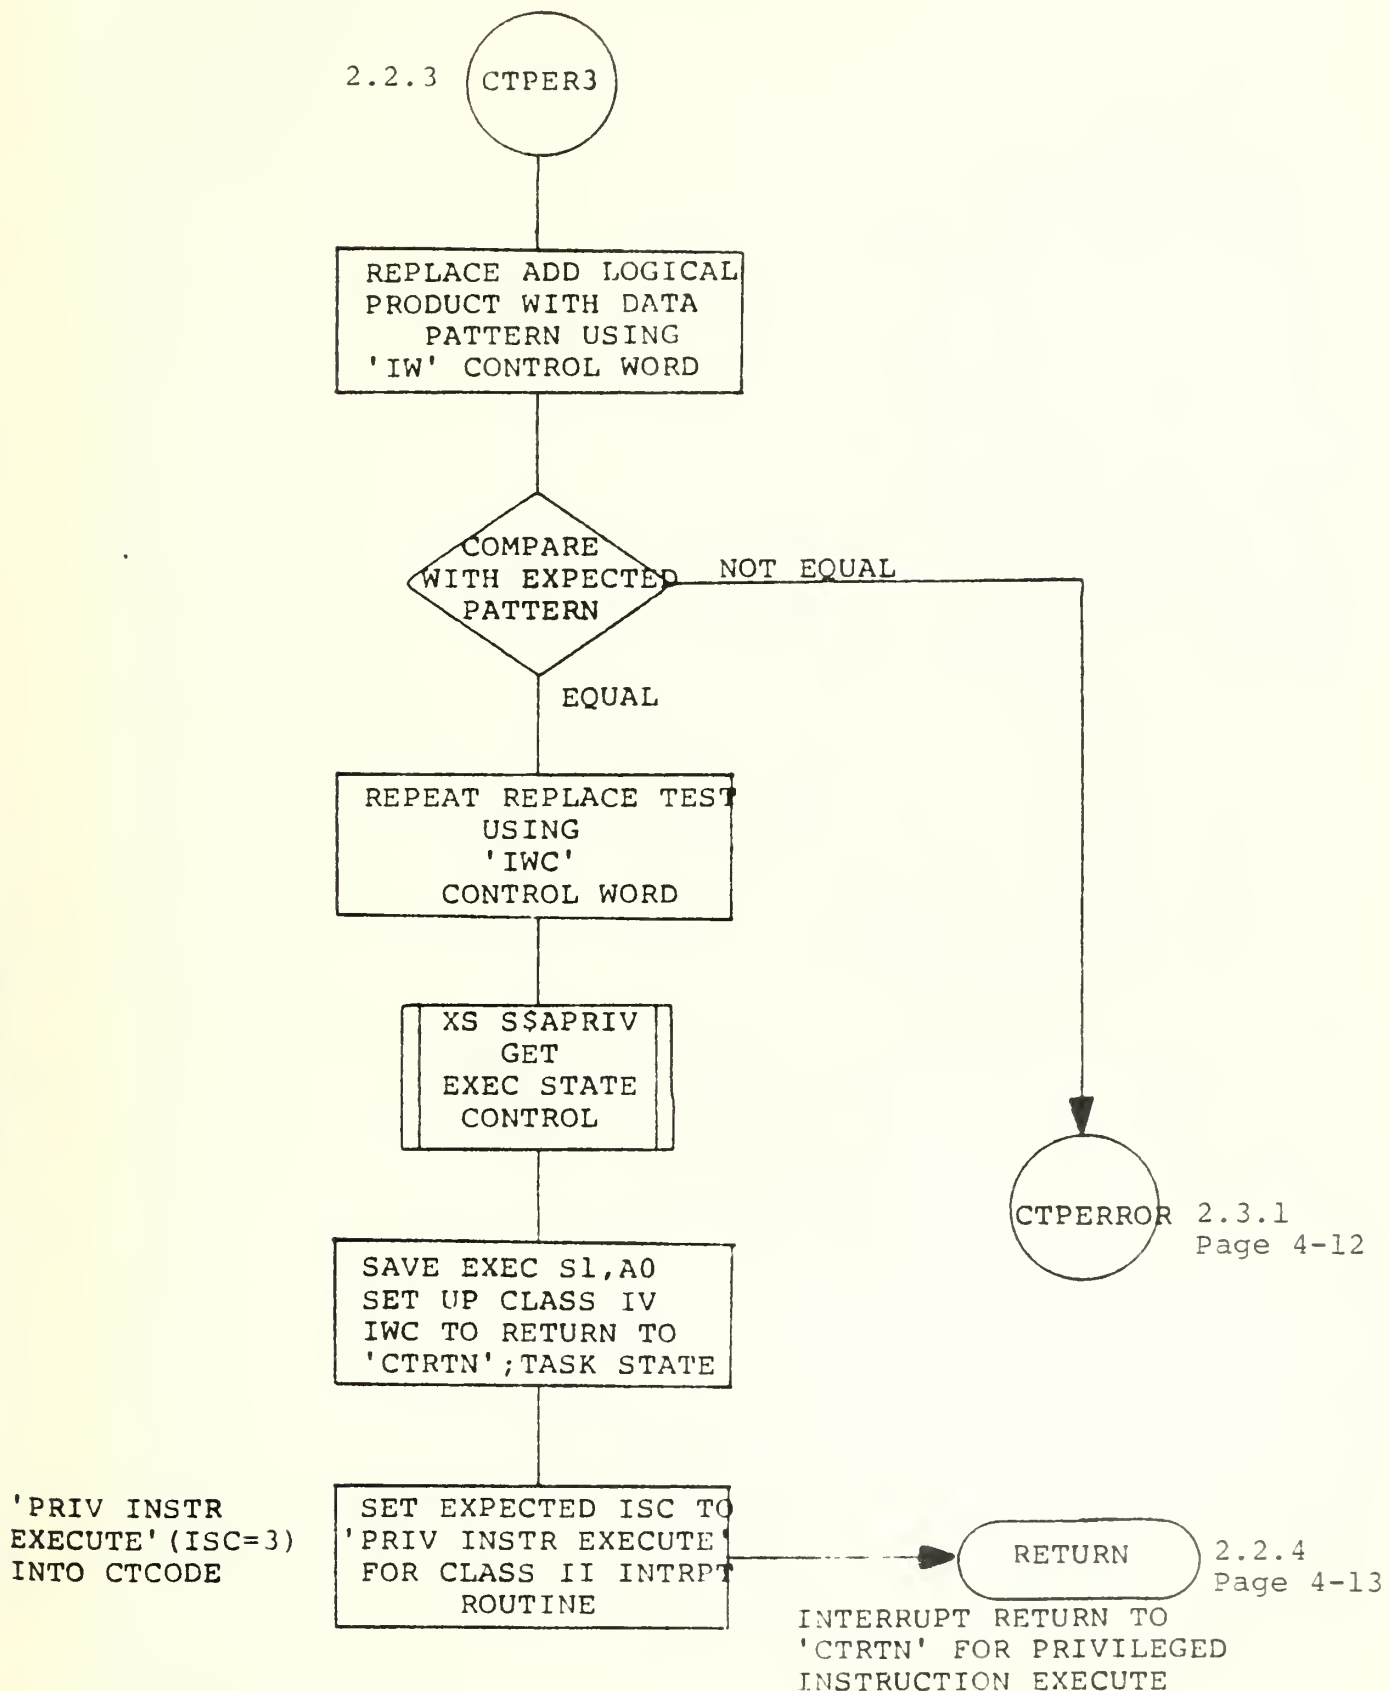 2.2.3 CTPER3
REPLACE ADD LOGICAL
PRODUCT WITH DATA
PATTERN USING
'IW' CONTROL WORD
COMPARE
WITH EXPECTED
PATTERN
NOT EQUAL
EQUAL
REPEAT REPLACE TEST
USING
'IWC'
CONTROL WORD
XS S$APRIV
GET
EXEC STATE
CONTROL
CTPERROR
2.3.1
Page 4-12
SAVE EXEC S1,A0
SET UP CLASS IV
IWC TO RETURN TO
'CTRTN';TASK STATE
'PRIV INSTR
EXECUTE'(ISC=3)
INTO CTCODE
SET EXPECTED ISC TO
'PRIV INSTR EXECUTE'
FOR CLASS II INTRPT
ROUTINE
RETURN
2.2.4
Page 4-13
INTERRUPT RETURN TO
'CTRTN' FOR PRIVILEGED
INSTRUCTION EXECUTE